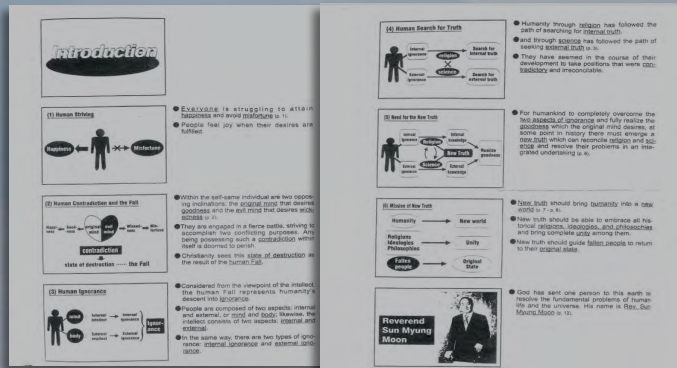 Introduction
(1) Human Striving
Happiness
Misfortune
● Everyone is struggling to attain
happiness and avoid misfortune (p. 1).
● People feel joy when their desires are
fulfilled.
(2) Human Contradiction and the Fall
original
mind
evil
mind
contradiction
state of destruction ······ the Fall
● Within the self-same individual are two oppos-
ing inclinations: the original mind that desires
goodness and the evil mind that desires wick-
edness (p. 2).
● They are engaged in a fierce battle, striving to
accomplish two conflicting purposes. Any
being possessing such a contradiction within
itself is doomed to perish.
● Christianity sees this state of destruction as
the result of the human Fall.
(3) Human Ignorance
mind
Internal
intellect
Internal
ignorance
body
External
intellect
External
ignorance
Ignor-
ance
● Considered from the viewpoint of the intellect,
the human Fall represents humanity's
descent into ignorance.
● People are composed of two aspects: internal
and external, or mind and body; likewise, the
intellect consists of two aspects: internal and
external.
● In the same way, there are two types of igno-
rance: internal ignorance and external igno-
rance.
(4) Human Search for Truth
Internal
ignorance
religion
Search for
internal truth
External
ignorance
science
Search for
external truth
● Humanity through religion has followed the
path of searching for internal truth,
● and through science has followed the path of
seeking external truth
● They have seemed in the course of their
development to take positions that were con-
tradictory and irreconcilable.
(5) Need for the New Truth
Internal
ignorance
Religion
Internal
knowledge
New Truth
Realize
goodness
External
ignorance
Science
External
knowledge
● For humankind to completely overcome the
two aspects of ignorance and fully realize the
goodness which the original mind desires, at
some point in history there must emerge a
new truth which can reconcile religion and sci-
ence and resolve their problems in an inte-
grated undertaking
(6) Mission of New Truth
Humanity
New world
Religions
Ideologies
Philosophies
Unity
Fallen
people
Original
State
● New truth should bring humanity into a new
world
● New truth should be able to embrace all his-
torical religions, ideologies, and philosophies
and bring complete unity among them.
● New truth should guide fallen people to return
to their original state.
Reverend
Sun Myung
Moon
● God has sent one person to this earth to
resolve the fundamental problems of human
life and the universe. His name is Rev. Sun
Myung Moon (p. 12).